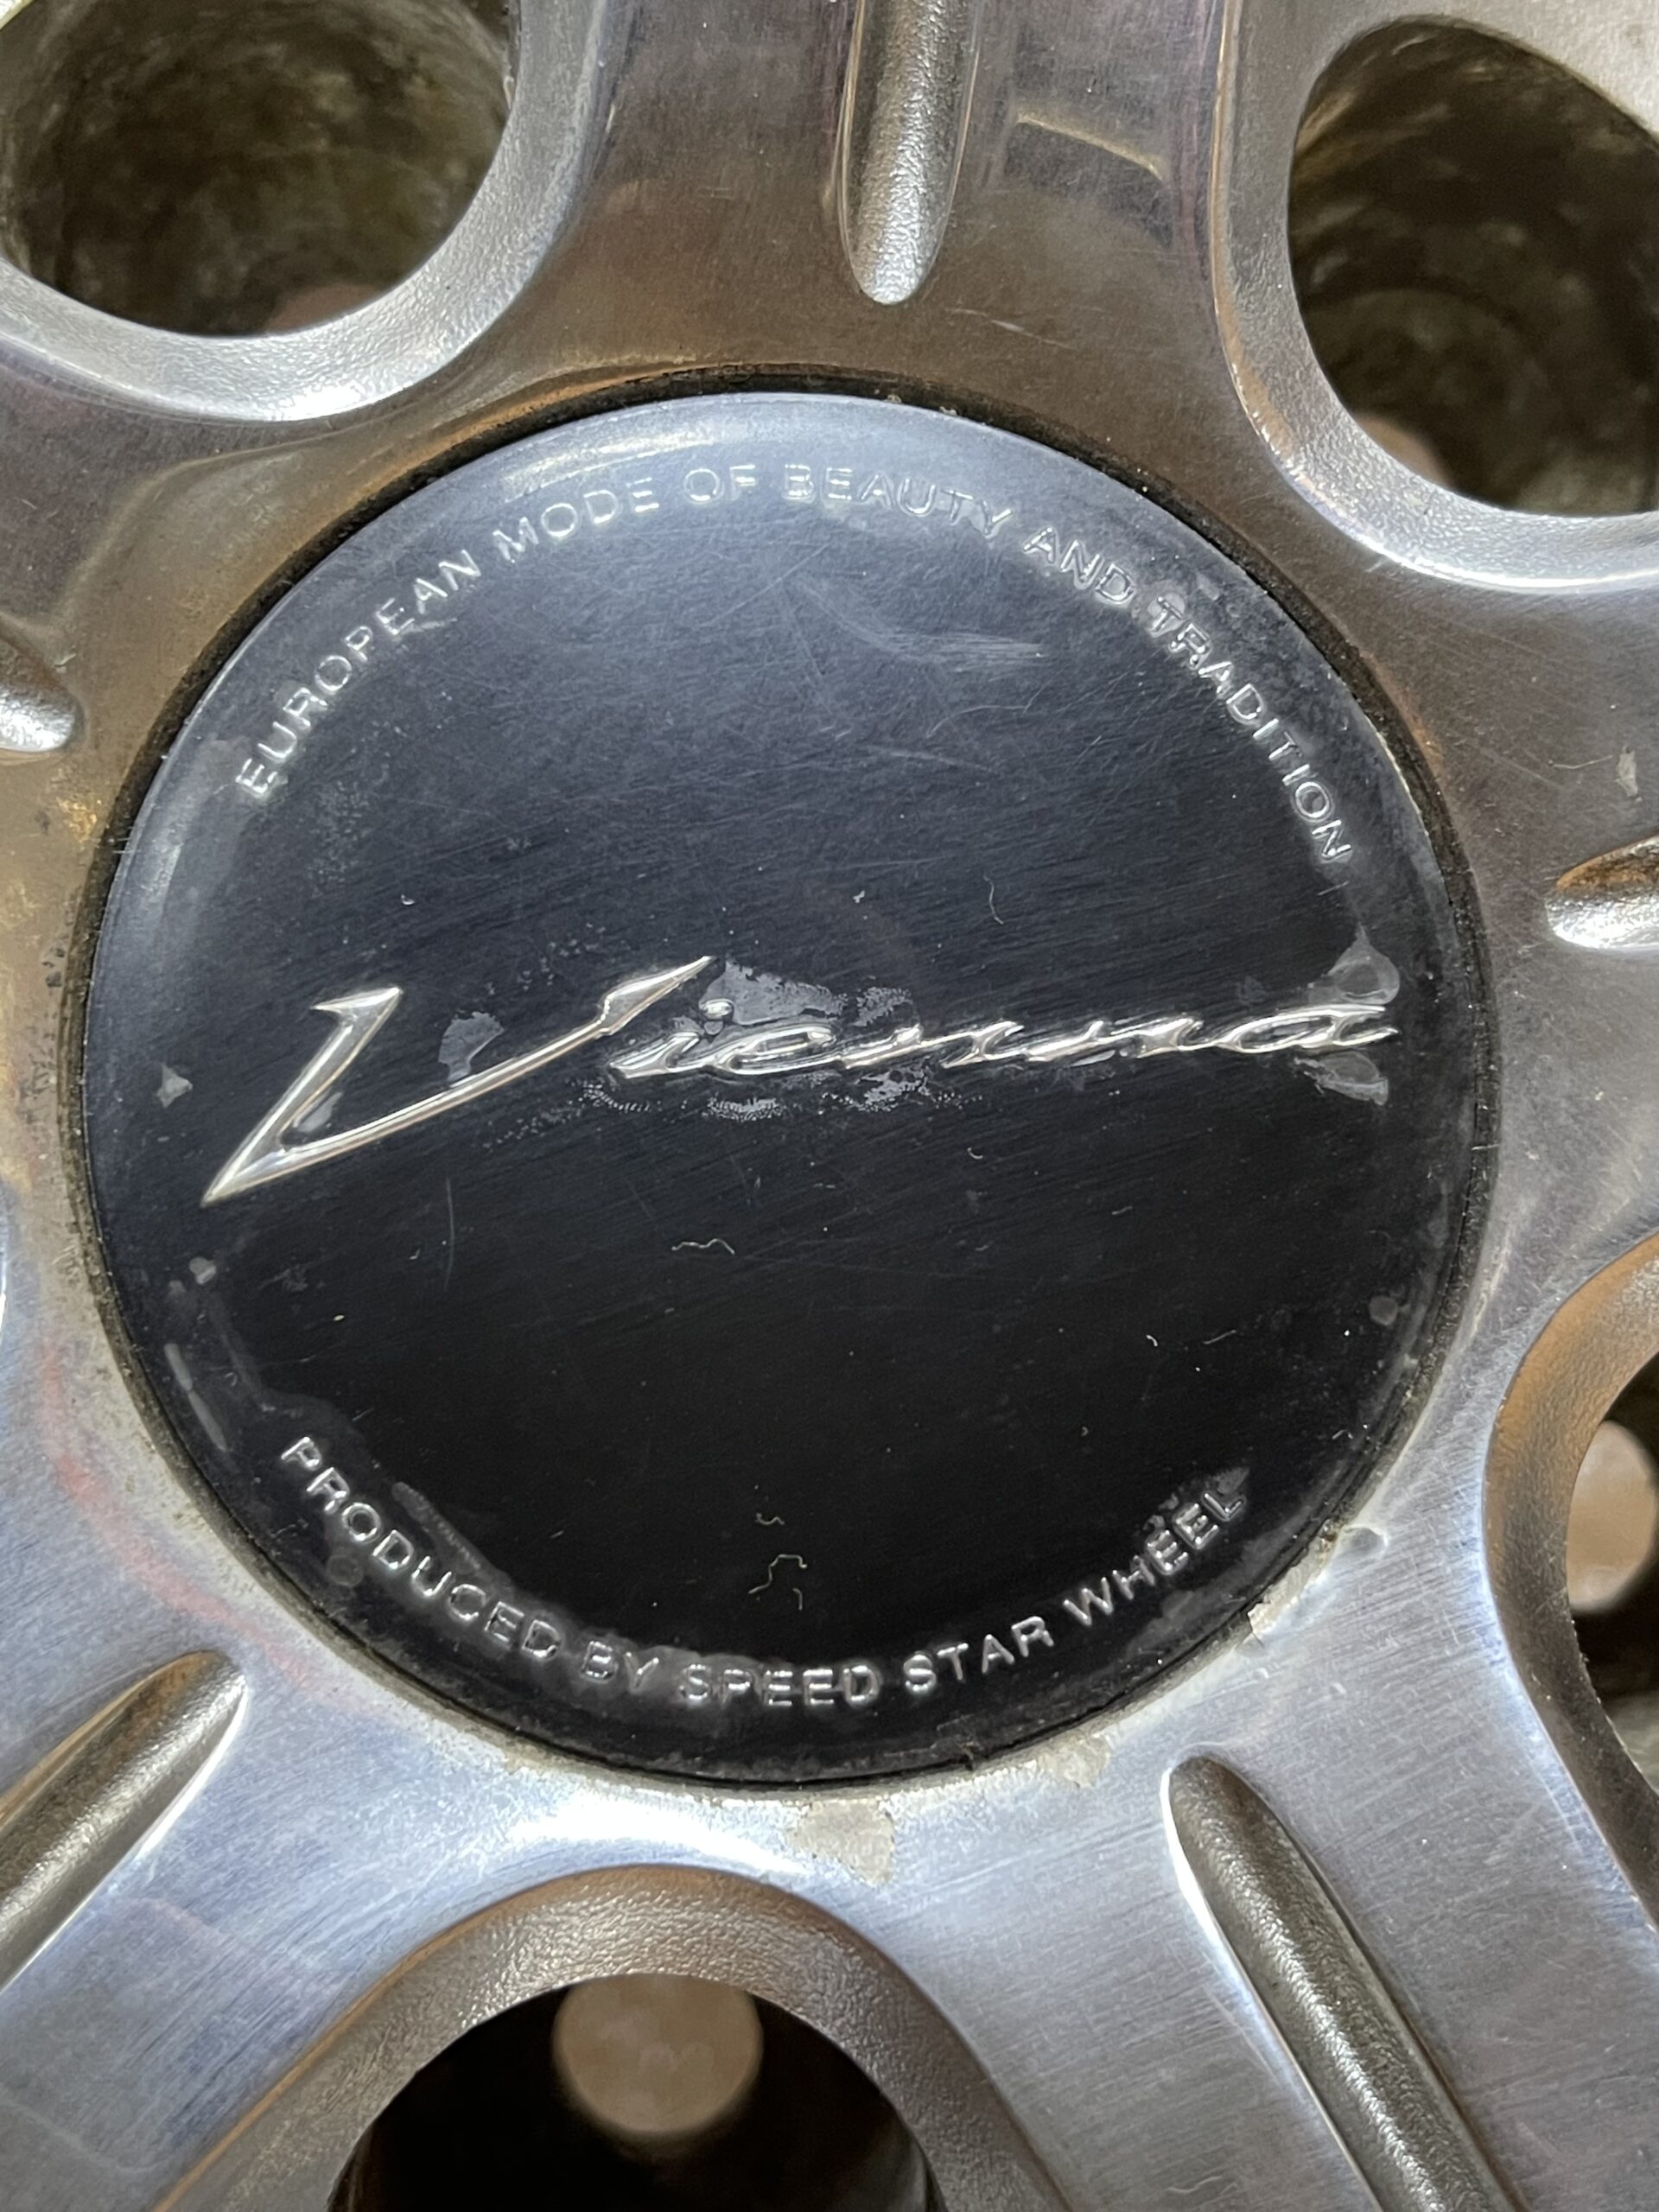 EUROPEAN MODE OF BEAUTY AND TRADITION
Vienna
PRODUCED BY SPEED STAR WHEEL